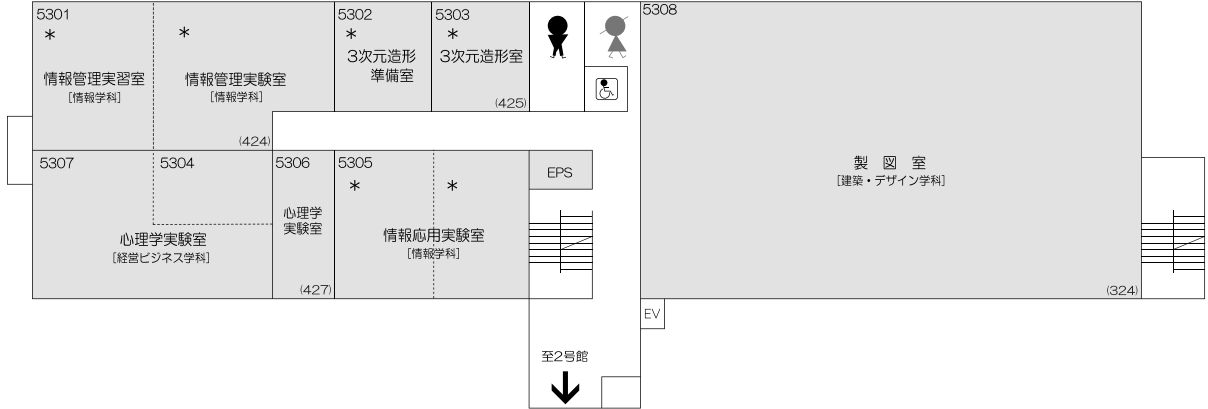 5301
*
*
情報管理実習室
[情報学科]
情報管理実験室
[情報学科]
(424)
5302
*
3次元造形
準備室
5303
*
3次元造形室
(425)
5308
製 図 室
[建築・デザイン学科]
(324)
5307
5304
心理学実験室
[経営ビジネス学科]
5306
心理学
実験室
(427)
5305
*
*
情報応用実験室
[情報学科]
EPS
EV
至2号館